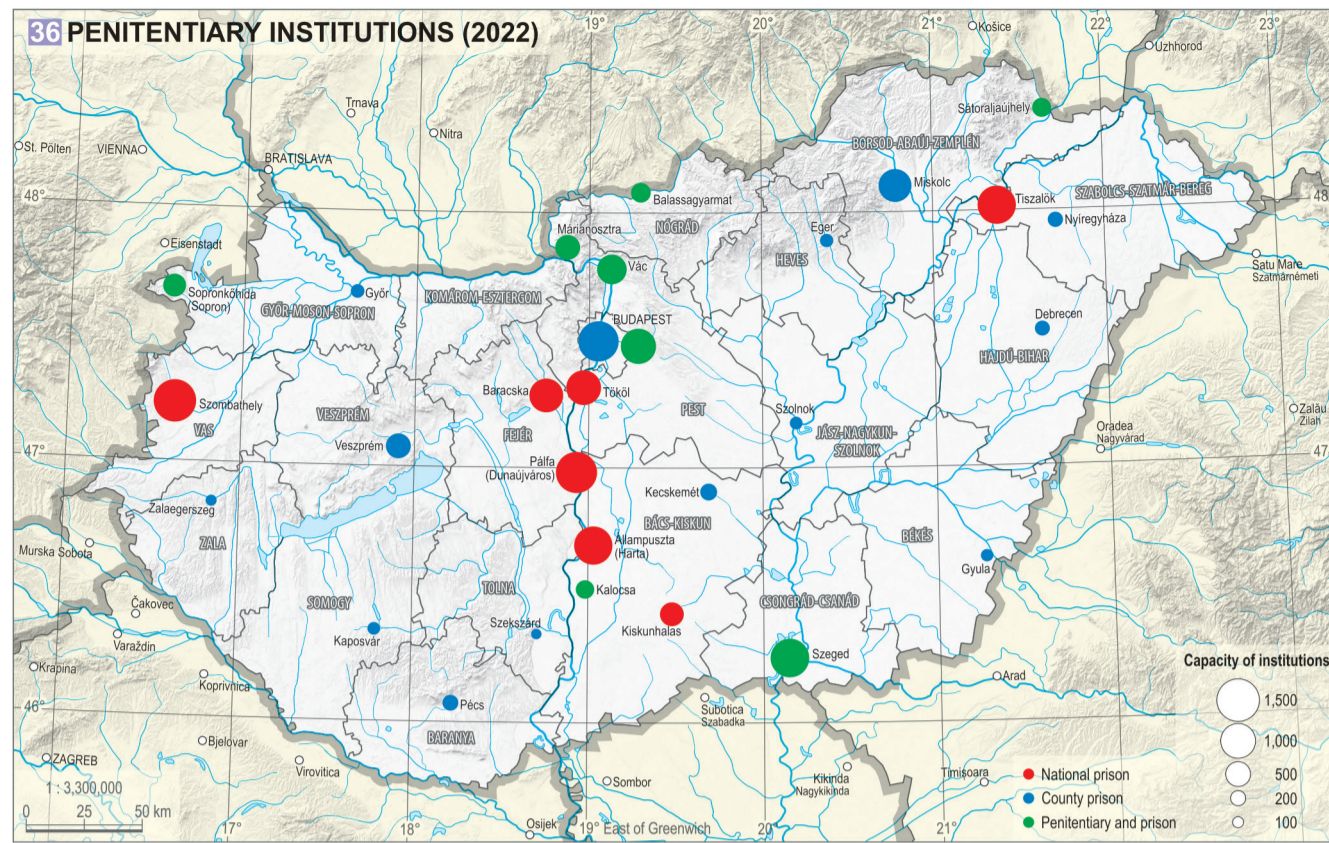 36 PENITENTIARY INSTITUTIONS (2022)
19°
20°
21°
22°
23°
Košice
Uzhhorod
Trnava
Nitra
St. Pölten
VIENNA
BRATISLAVA
Sátoraljaújhely
BORSOD-ABAÚJ-ZEMPLÉN
Miskolc
Tiszalök
SZABOLCS-SZATMÁR-BEREG
Nyíregyháza
48°
48
Balassagyarmat
Márianosztra
NÓGRÁD
Eger
HEVES
Vác
Eisenstadt
Satu Mare
Szatmárnémeti
Sopronkőhida
(Sopron)
Győr
GYŐR-MOSON-SOPRON
KOMÁROM-ESZTERGOM
BUDAPEST
Debrecen
HAJDÚ-BIHAR
Baracska
Tököl
Szombathely
VAS
VESZPRÉM
Veszprém
FEJÉR
PEST
Szolnok
JÁSZ-NAGYKUN-
SZOLNOK
Zalău
Zilah
Oradea
Nagyvárad
47°
47
Pálfa
(Dunaújváros)
Kecskemét
Zalaegerszeg
ZALA
BÁCS-KISKUN
Állampuszta
(Harta)
BÉKÉS
Gyula
Murska Sobota
Kalocsa
TOLNA
SOMOGY
CSONGRÁD-CSANÁD
Čakovec
Varaždin
Kaposvár
Szekszárd
Kiskunhalas
Szeged
Krapina
Koprivnica
Pécs
BARANYA
46°
46°
Subotica
Szabadka
Arad
Bjelovar
ZAGREB
Virovitica
Sombor
Kikinda
Nagykikinda
Timişoara
Osijek
1 : 3,300,000
0 25 50 km
17°
18°
19° East of Greenwich
20°
21°
National prison
County prison
Penitentiary and prison
Capacity of institutions
1,500
1,000
500
200
100